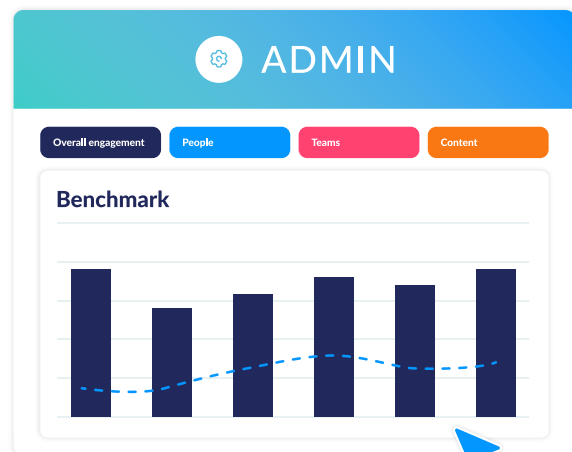 ADMIN
Overall engagement
People
Teams
Content
Benchmark